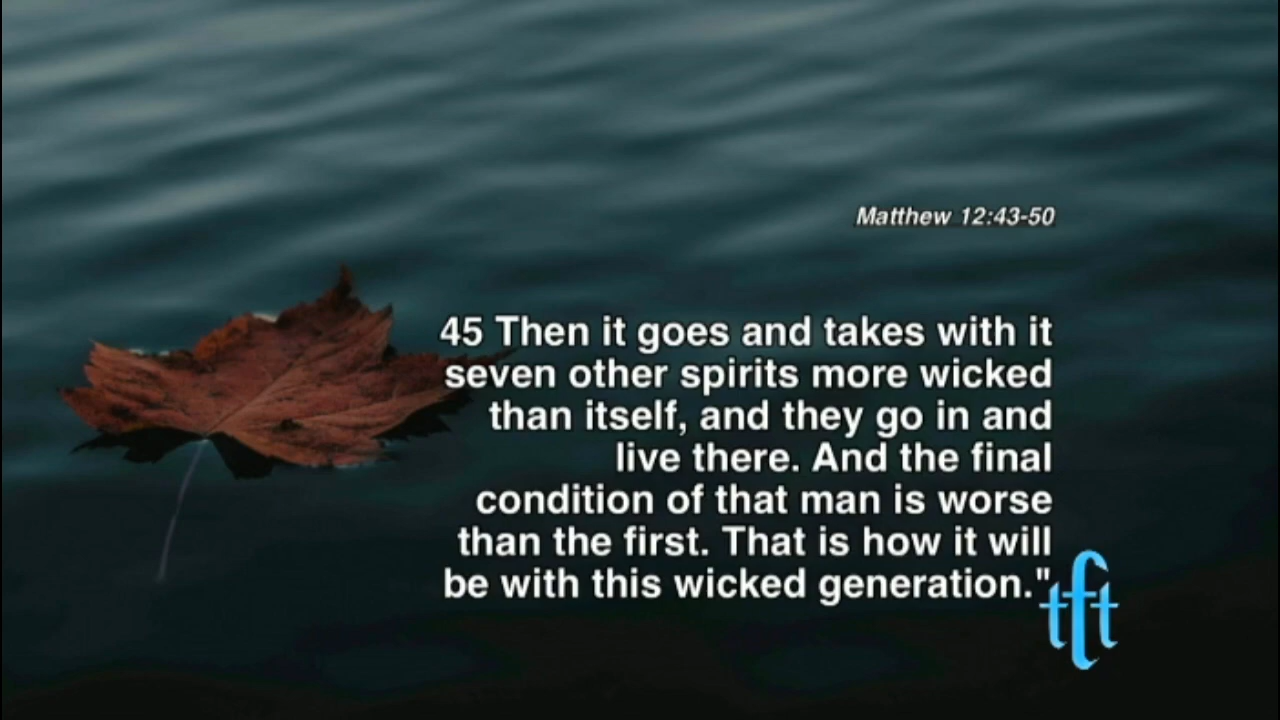 Matthew 12:43-50
45 Then it goes and takes with it
seven other spirits more wicked
than itself, and they go in and
live there. And the final
condition of that man is worse
than the first. That is how it will
be with this wicked generation."
tft